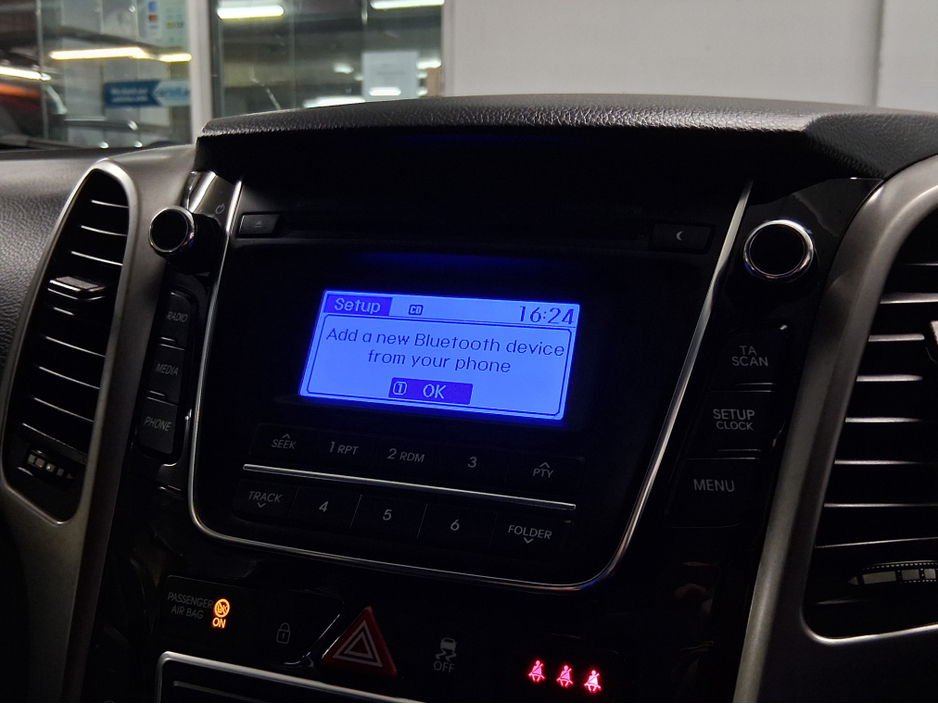 Setup CD 16:24
Add a new Bluetooth device
from your phone
1 OK
RADIO
MEDIA
PHONE
TA
SCAN
SETUP
CLOCK
MENU
SEEK
1 RPT
2 RDM
3
PTY
TRACK
4
5
6
FOLDER
PASSENGER
AIR BAG
ON
OFF